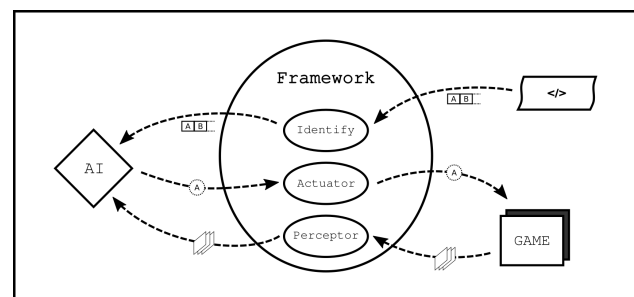 Framework
</>
A B
Identify
A B
AI
Actuator
A
A
Perceptor
GAME